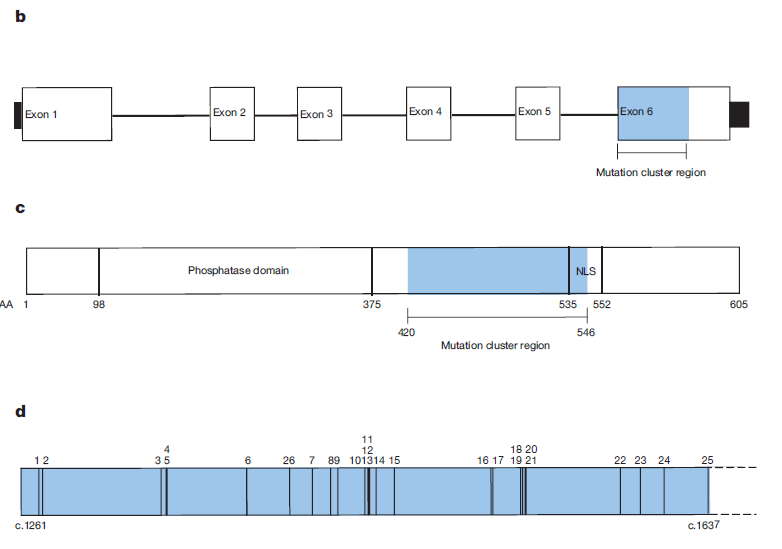 b
Exon 1 Exon 2 Exon 3 Exon 4 Exon 5 Exon 6
Mutation cluster region
c
Phosphatase domain NLS
AA 1 98 375 535 552 605
420 546
Mutation cluster region
d
11
4 12 18 20
1 2 3 5 6 26 7 8 9 10 13 14 15 16 17 19 21 22 23 24 25
c.1261 c.1637